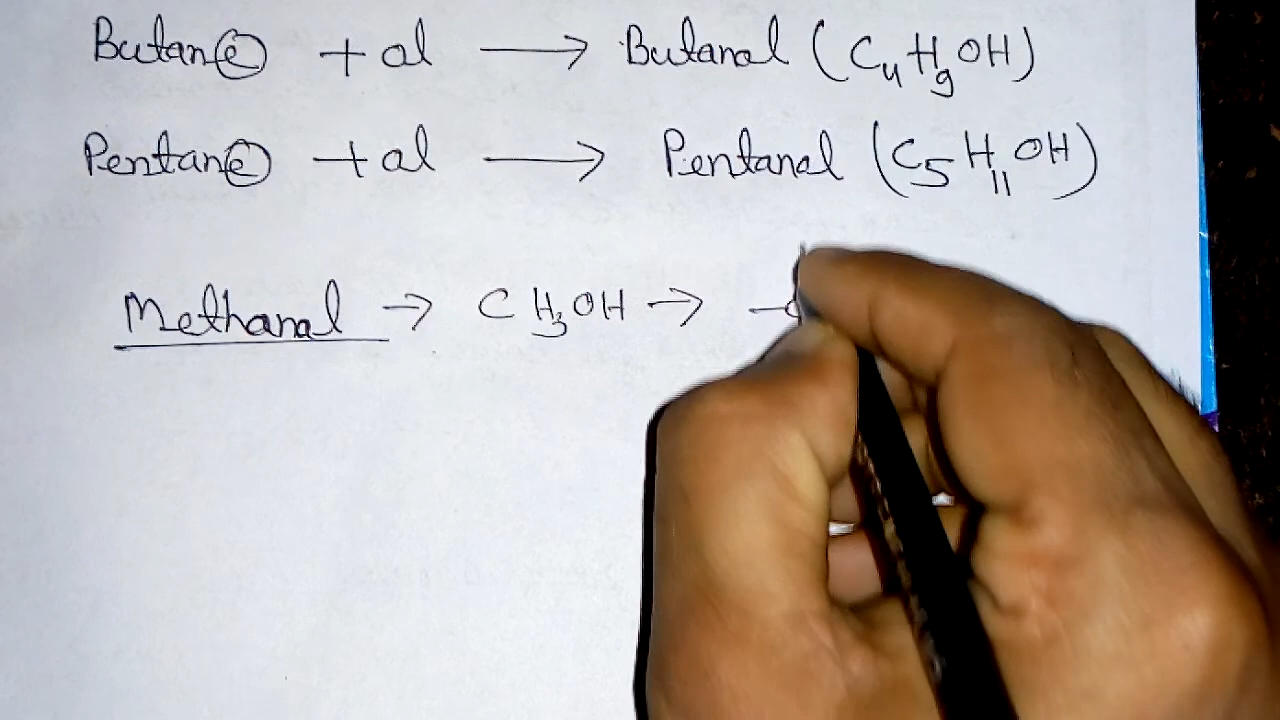 Butane + al → Butanal (C₄H₉OH)
Pentane + al → Pentanal (C₅H₁₁OH)
Methanal → CH₃OH →